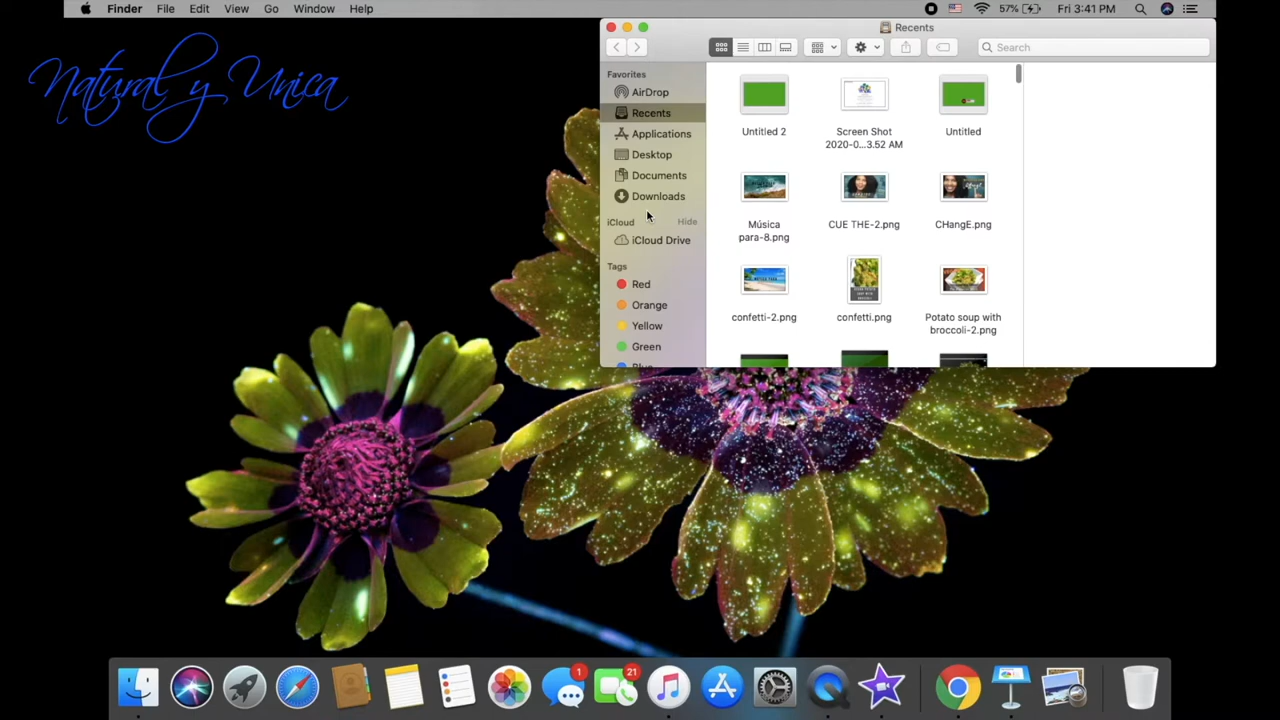 Finder File Edit View Go Window Help
57% Fri 3:41 PM
Natural y Unica
Recents
Search
Favorites
AirDrop
Recents
Applications
Desktop
Documents
Downloads
iCloud Hide
iCloud Drive
Tags
Red
Orange
Yellow
Green
Blue
Untitled 2
Screen Shot
2020-0...3.52 AM
Untitled
Música
para-8.png
CUE THE-2.png
CHangE.png
confetti-2.png
confetti.png
Potato soup with
broccoli-2.png
1
21